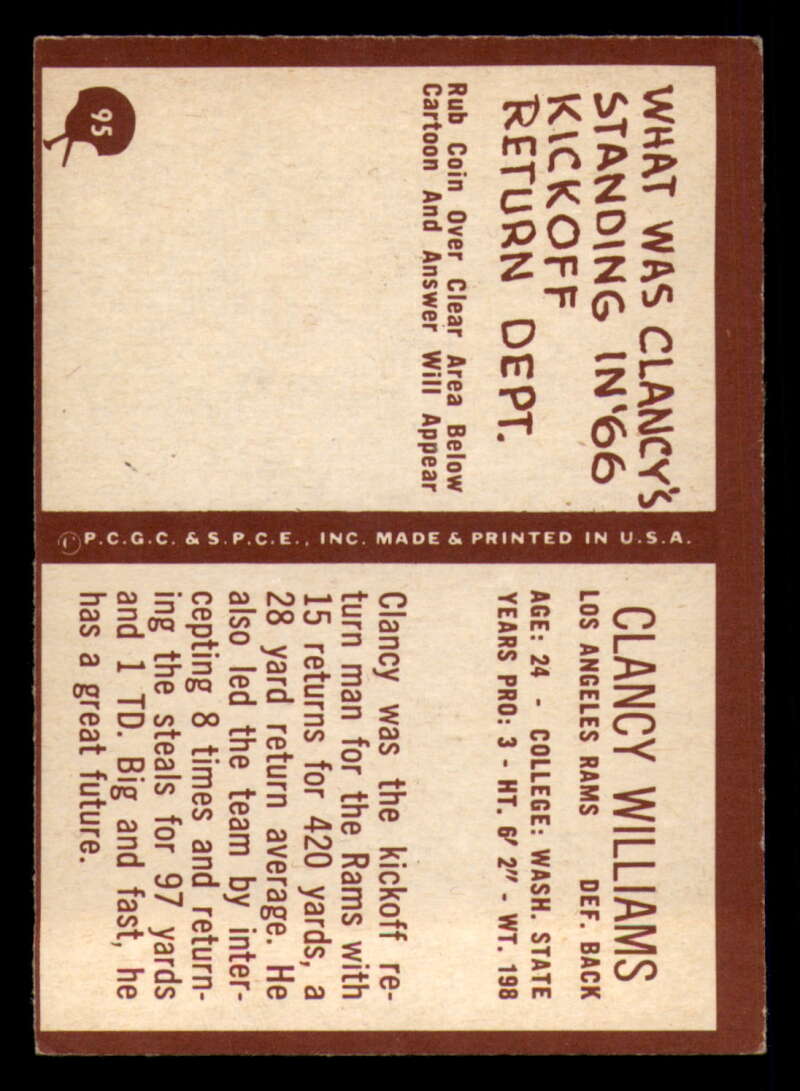 WHAT WAS CLANCY'S
STANDING IN '66
KICKOFF
RETURN DEPT.
Rub Coin Over Clear Area Below
Cartoon And Answer Will Appear
95
© P.C.G.C. & S.P.C.E., INC. MADE & PRINTED IN U.S.A.
CLANCY WILLIAMS
LOS ANGELES RAMS DEF. BACK
AGE: 24 - COLLEGE: WASH. STATE
YEARS PRO: 3 - HT. 6' 2" - WT. 198
Clancy was the kickoff re-
turn man for the Rams with
15 returns for 420 yards, a
28 yard return average. He
also led the team by inter-
cepting 8 times and return-
ing the steals for 97 yards
and 1 TD. Big and fast, he
has a great future.